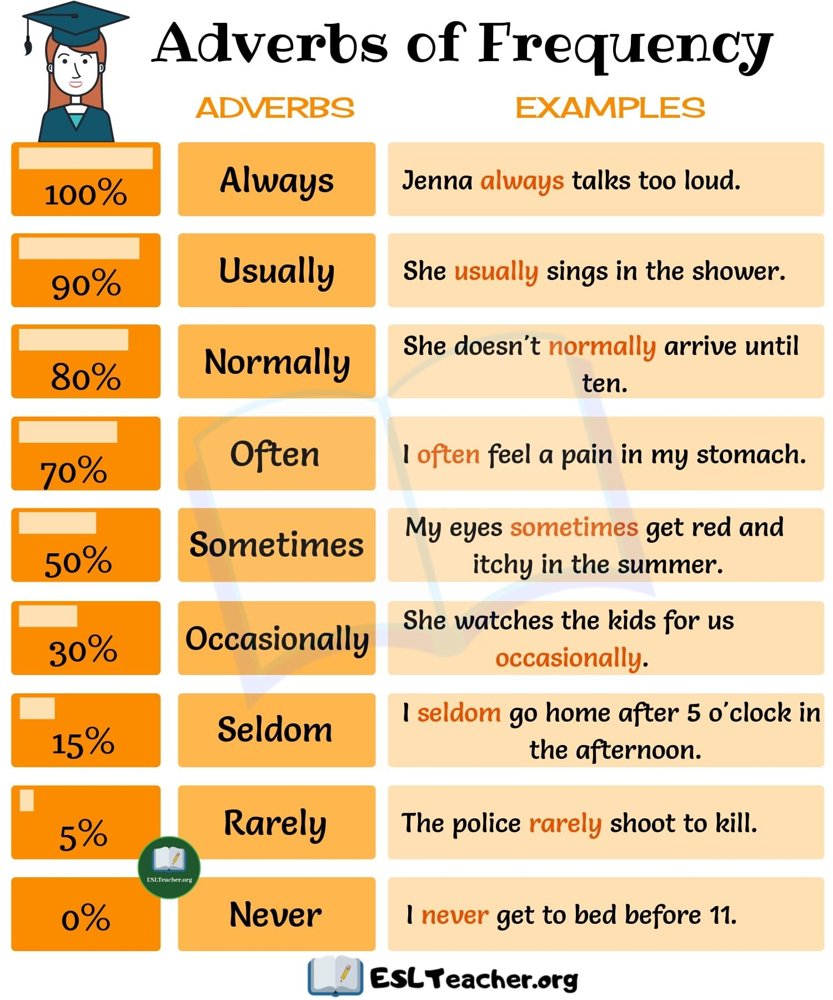 Adverbs of Frequency
ADVERBS
EXAMPLES
100%
Always
Jenna always talks too loud.
90%
Usually
She usually sings in the shower.
80%
Normally
She doesn't normally arrive until
ten.
70%
Often
I often feel a pain in my stomach.
50%
Sometimes
My eyes sometimes get red and
itchy in the summer.
30%
Occasionally
She watches the kids for us
occasionally.
15%
Seldom
I seldom go home after 5 o'clock in
the afternoon.
5%
Rarely
The police rarely shoot to kill.
ESLTeacher.org
0%
Never
I never get to bed before 11.
ESLTeacher.org